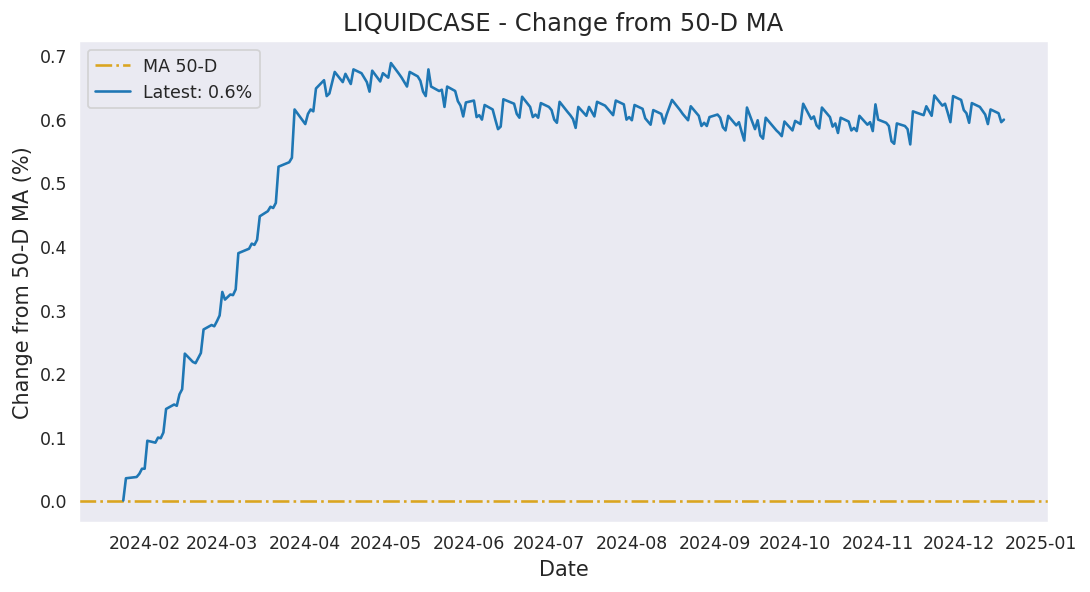 LIQUIDCASE - Change from 50-D MA
MA 50-D
Latest: 0.6%
Change from 50-D MA (%)
0.7
0.6
0.5
0.4
0.3
0.2
0.1
0.0
2024-02 2024-03 2024-04 2024-05 2024-06 2024-07 2024-08 2024-09 2024-10 2024-11 2024-12 2025-01
Date